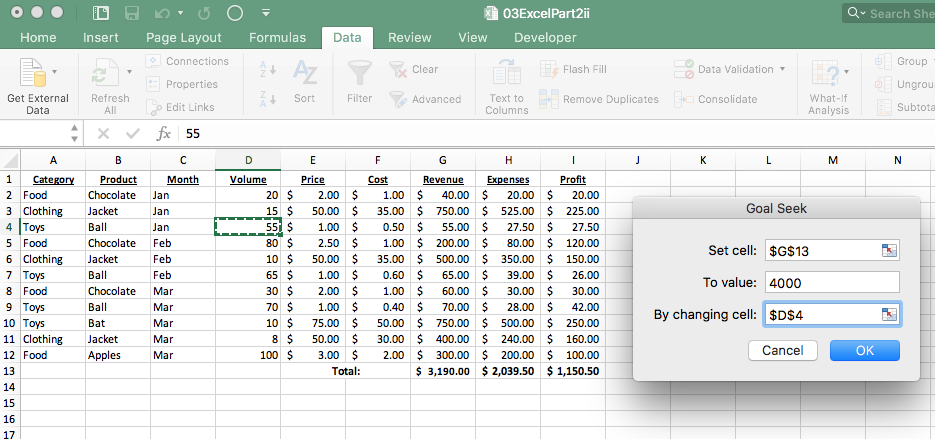 03ExcelPart2ii
Search She
Home Insert Page Layout Formulas Data Review View Developer
Get External Data
Refresh All
Connections
Properties
Edit Links
A Z
Z A
AZ
Sort
Filter
Clear
Advanced
Text to Columns
Flash Fill
Remove Duplicates
Data Validation
Consolidate
What-If Analysis
Group
Ungrou
Subtota
fx 55
A B C D E F G H I J K L M N
1 Category Product Month Volume Price Cost Revenue Expenses Profit
2 Food Chocolate Jan 20 $ 2.00 $ 1.00 $ 40.00 $ 20.00 $ 20.00
3 Clothing Jacket Jan 15 $ 50.00 $ 35.00 $ 750.00 $ 525.00 $ 225.00
4 Toys Ball Jan 55 $ 1.00 $ 0.50 $ 55.00 $ 27.50 $ 27.50
5 Food Chocolate Feb 80 $ 2.50 $ 1.00 $ 200.00 $ 80.00 $ 120.00
6 Clothing Jacket Feb 10 $ 50.00 $ 35.00 $ 500.00 $ 350.00 $ 150.00
7 Toys Ball Feb 65 $ 1.00 $ 0.60 $ 65.00 $ 39.00 $ 26.00
8 Food Chocolate Mar 30 $ 2.00 $ 1.00 $ 60.00 $ 30.00 $ 30.00
9 Toys Ball Mar 70 $ 1.00 $ 0.40 $ 70.00 $ 28.00 $ 42.00
10 Toys Bat Mar 10 $ 75.00 $ 50.00 $ 750.00 $ 500.00 $ 250.00
11 Clothing Jacket Mar 8 $ 50.00 $ 30.00 $ 400.00 $ 240.00 $ 160.00
12 Food Apples Mar 100 $ 3.00 $ 2.00 $ 300.00 $ 200.00 $ 100.00
13 Total: $ 3,190.00 $ 2,039.50 $ 1,150.50
14
15
16
17
Goal Seek
Set cell: $G$13
To value: 4000
By changing cell: $D$4
Cancel OK